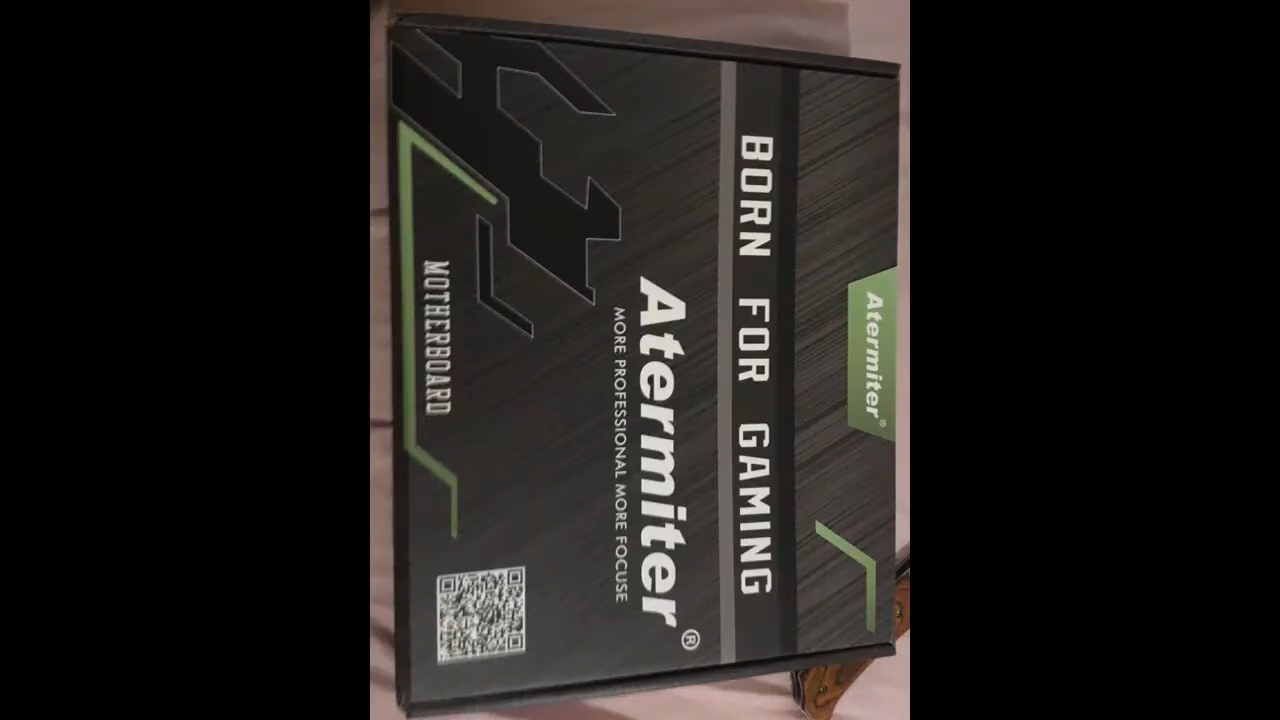 Atermiter®
BORN FOR GAMING
Atermiter®
MORE PROFESSIONAL MORE FOCUSE
MOTHERBOARD